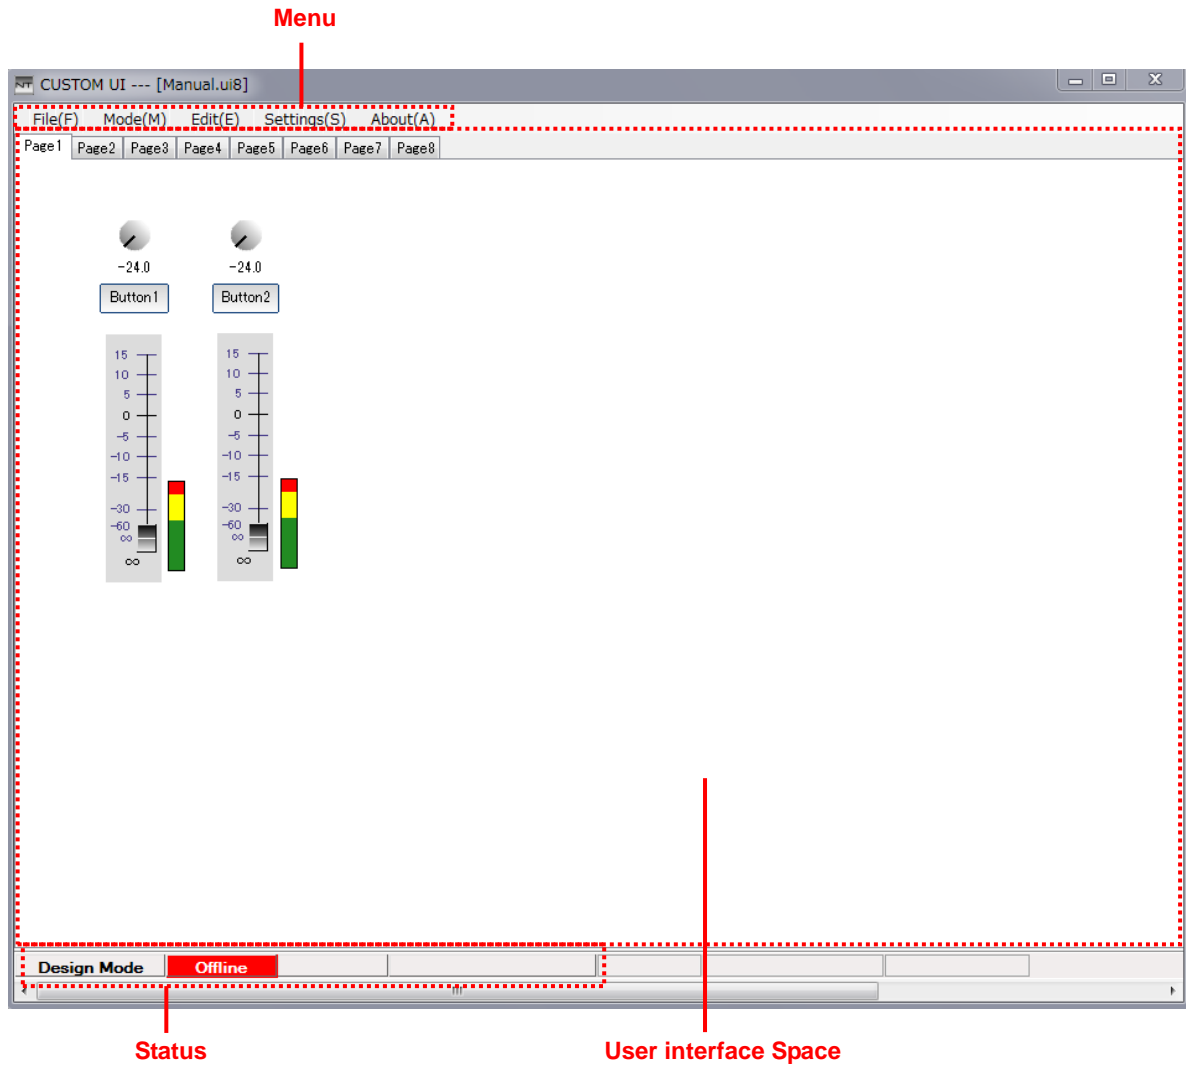 Menu
CUSTOM UI --- [Manual.ui8]
File(F) Mode(M) Edit(E) Settings(S) About(A)
Page1 Page2 Page3 Page4 Page5 Page6 Page7 Page8
-24.0 -24.0
Button1 Button2
15 15
10 10
5 5
0 0
-5 -5
-10 -10
-15 -15
-30 -30
-60 -60
∞ ∞
∞ ∞
Design Mode Offline
Status User interface Space